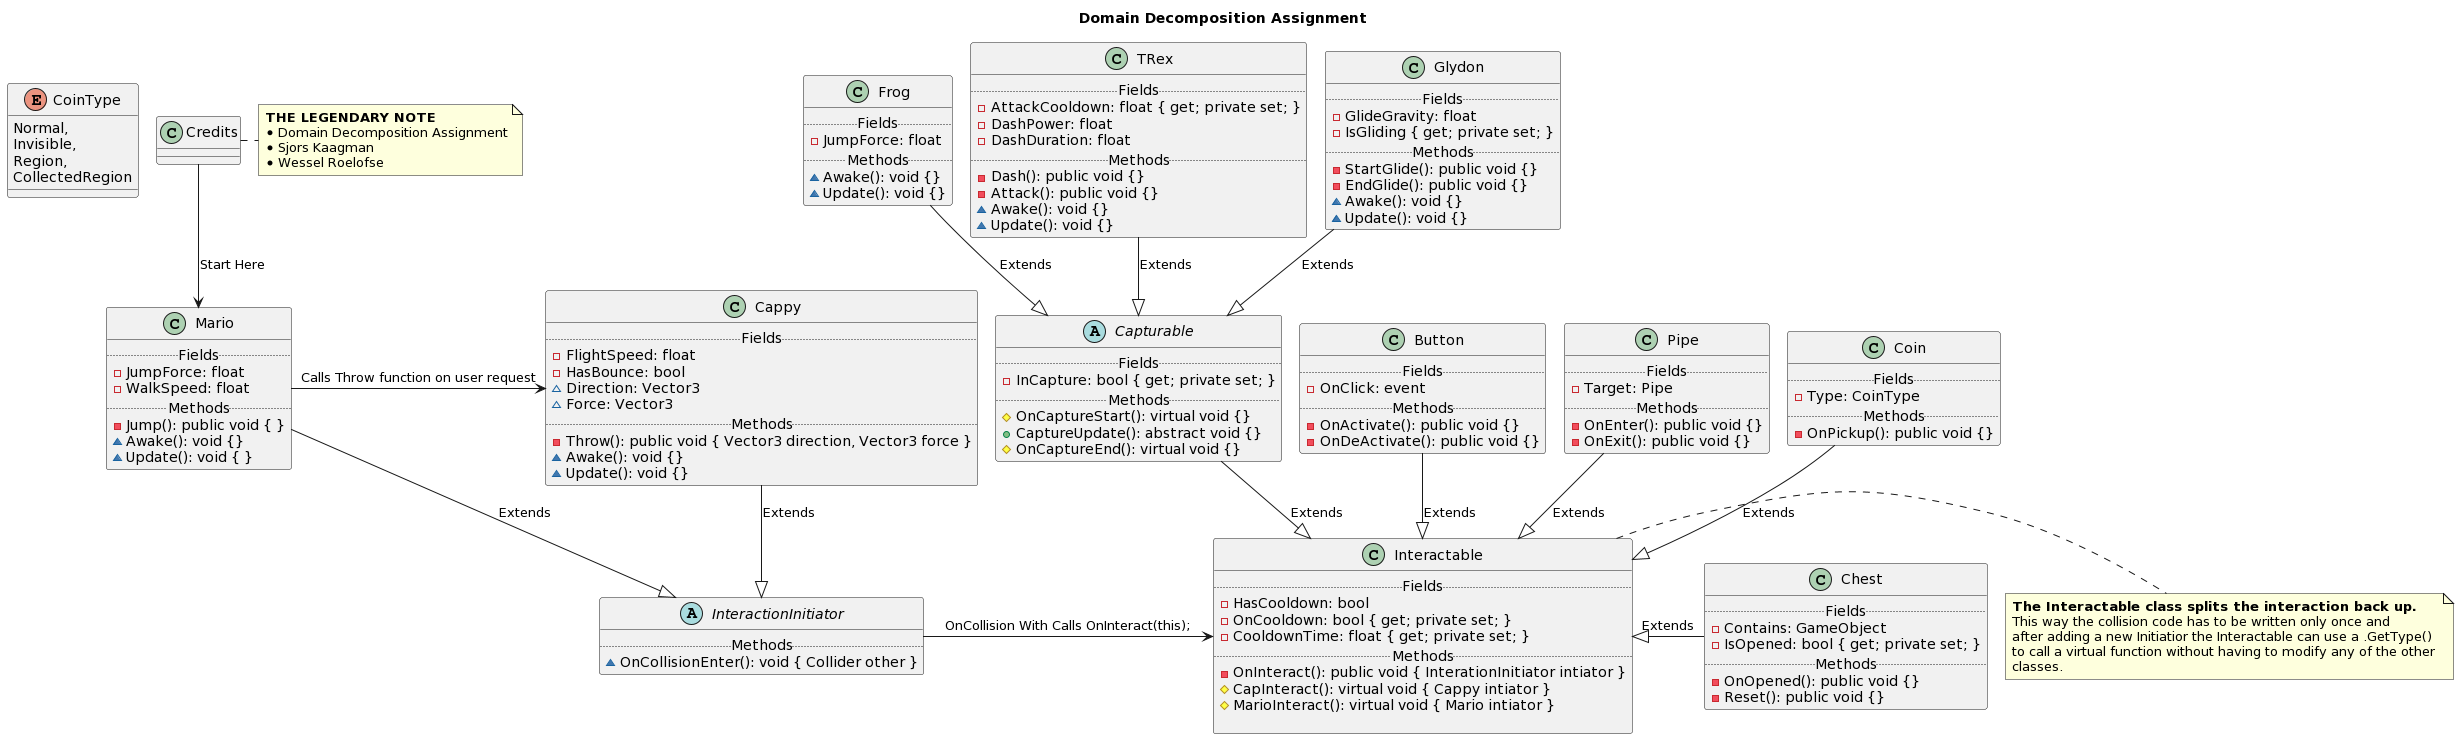 Domain Decomposition Assignment
E CoinType
Normal,
Invisible,
Region,
CollectedRegion
C Credits
THE LEGENDARY NOTE
• Domain Decomposition Assignment
• Sjors Kaagman
• Wessel Roelofse
C Frog
Fields
JumpForce: float
Methods
Awake(): void {}
Update(): void {}
C TRex
Fields
AttackCooldown: float { get; private set; }
DashPower: float
DashDuration: float
Methods
Dash(): public void {}
Attack(): public void {}
Awake(): void {}
Update(): void {}
C Glydon
Fields
GlideGravity: float
IsGliding { get; private set; }
Methods
StartGlide(): public void {}
EndGlide(): public void {}
Awake(): void {}
Update(): void {}
Start Here
Extends
Extends
Extends
C Mario
Fields
JumpForce: float
WalkSpeed: float
Methods
Jump(): public void { }
Awake(): void {}
Update(): void { }
Calls Throw function on user request
C Cappy
Fields
FlightSpeed: float
HasBounce: bool
Direction: Vector3
Force: Vector3
Methods
Throw(): public void { Vector3 direction, Vector3 force }
Awake(): void {}
Update(): void {}
A Capturable
Fields
InCapture: bool { get; private set; }
Methods
OnCaptureStart(): virtual void {}
CaptureUpdate(): abstract void {}
OnCaptureEnd(): virtual void {}
C Button
Fields
OnClick: event
Methods
OnActivate(): public void {}
OnDeActivate(): public void {}
C Pipe
Fields
Target: Pipe
Methods
OnEnter(): public void {}
OnExit(): public void {}
C Coin
Fields
Type: CoinType
Methods
OnPickup(): public void {}
Extends
Extends
Extends
Extends
Extends
Extends
A InteractionInitiator
Methods
OnCollisionEnter(): void { Collider other }
OnCollision With Calls OnInteract(this);
C Interactable
Fields
HasCooldown: bool
OnCooldown: bool { get; private set; }
CooldownTime: float { get; private set; }
Methods
OnInteract(): public void { InterationInitiator intiator }
CapInteract(): virtual void { Cappy intiator }
MarioInteract(): virtual void { Mario intiator }
Extends
C Chest
Fields
Contains: GameObject
IsOpened: bool { get; private set; }
Methods
OnOpened(): public void {}
Reset(): public void {}
The Interactable class splits the interaction back up.
This way the collision code has to be written only once and
after adding a new Initiatior the Interactable can use a .GetType()
to call a virtual function without having to modify any of the other
classes.